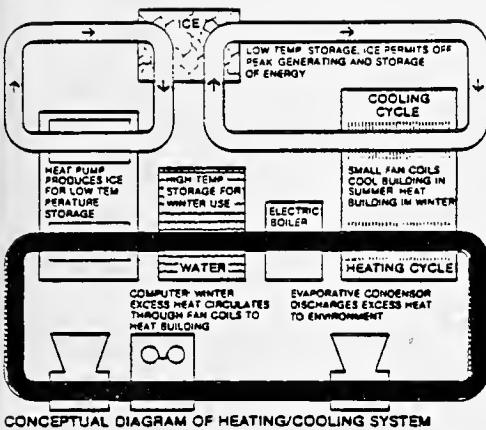 ICE
LOW TEMP. STORAGE, ICE PERMITS OFF
PEAK GENERATING AND STORAGE
OF ENERGY
COOLING
CYCLE
HEAT PUMP
PRODUCES ICE
FOR LOW TEM
PERATURE
STORAGE
HIGH TEMP
STORAGE FOR
WINTER USE
SMALL FAN COILS
COOL BUILDING IN
SUMMER HEAT
BUILDING IN WINTER
ELECTRIC
BOILER
WATER
HEATING CYCLE
COMPUTER WINTER
EXCESS HEAT CIRCULATES
THROUGH FAN COILS TO
HEAT BUILDING
EVAPORATIVE CONDENSOR
DISCHARGES EXCESS HEAT
TO ENVIRONMENT
CONCEPTUAL DIAGRAM OF HEATING/COOLING SYSTEM